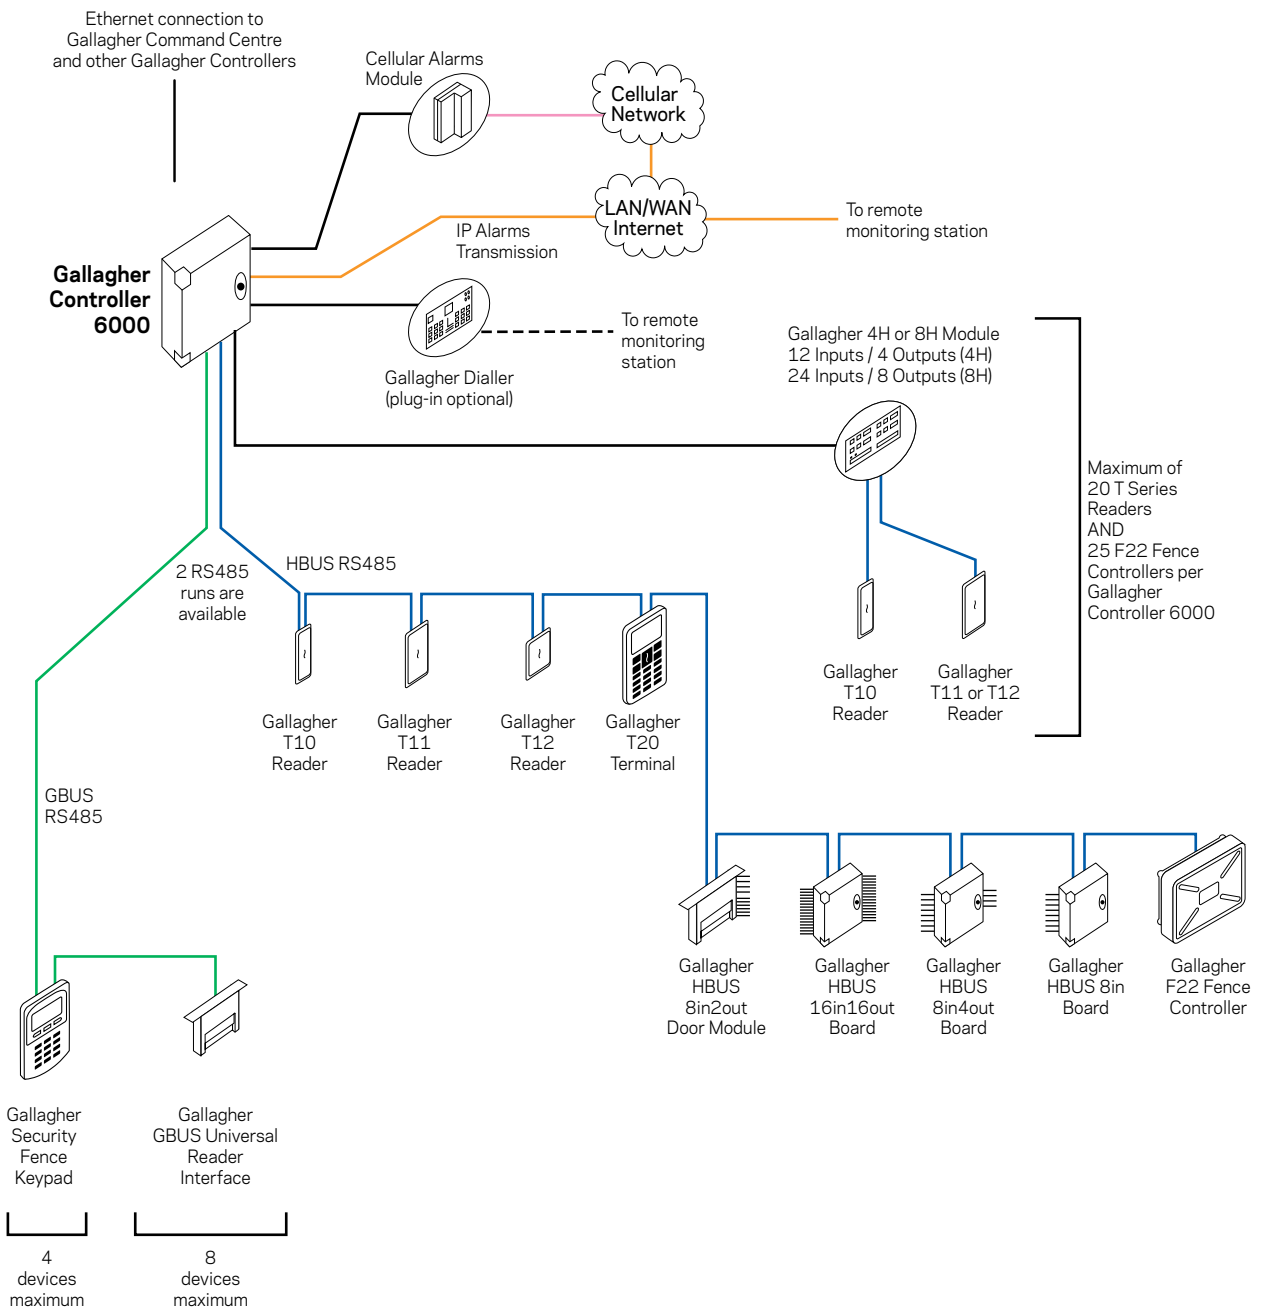 Ethernet connection to
Gallagher Command Centre
and other Gallagher Controllers
Cellular Alarms
Module
Cellular
Network
LAN/WAN
Internet
To remote
monitoring station
IP Alarms
Transmission
Gallagher
Controller
6000
To remote
monitoring
station
Gallagher Dialler
(plug-in optional)
Gallagher 4H or 8H Module
12 Inputs / 4 Outputs (4H)
24 Inputs / 8 Outputs (8H)
Maximum of
20 T Series
Readers
AND
25 F22 Fence
Controllers per
Gallagher
Controller 6000
2 RS485
runs are
available
HBUS RS485
Gallagher
T10
Reader
Gallagher
T11 or T12
Reader
Gallagher
T10
Reader
Gallagher
T11
Reader
Gallagher
T12
Reader
Gallagher
T20
Terminal
GBUS
RS485
Gallagher
HBUS
8in2out
Door Module
Gallagher
HBUS
16in16out
Board
Gallagher
HBUS
8in4out
Board
Gallagher
HBUS 8in
Board
Gallagher
F22 Fence
Controller
Gallagher
Security
Fence
Keypad
Gallagher
GBUS Universal
Reader
Interface
4
devices
maximum
8
devices
maximum